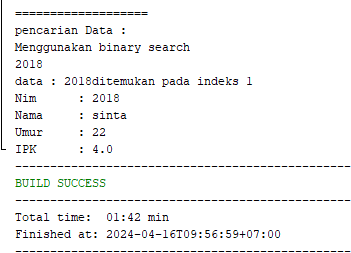 ===================
pencarian Data :
Menggunakan binary search
2018
data : 2018ditemukan pada indeks 1
Nim      : 2018
Nama     : sinta
Umur     : 22
IPK      : 4.0
------------------------------------------------
BUILD SUCCESS
------------------------------------------------
Total time:  01:42 min
Finished at: 2024-04-16T09:56:59+07:00
------------------------------------------------